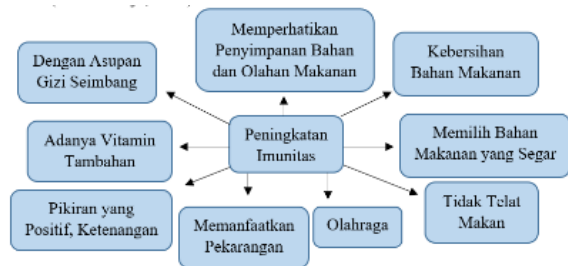 Memperhatikan
Penyimpanan Bahan
dan Olahan Makanan
Kebersihan
Bahan Makanan
Dengan Asupan
Gizi Seimbang
Adanya Vitamin
Tambahan
Peningkatan
Imunitas
Memilih Bahan
Makanan yang Segar
Pikiran yang
Positif, Ketenangan
Memanfaatkan
Pekarangan
Olahraga
Tidak Telat
Makan